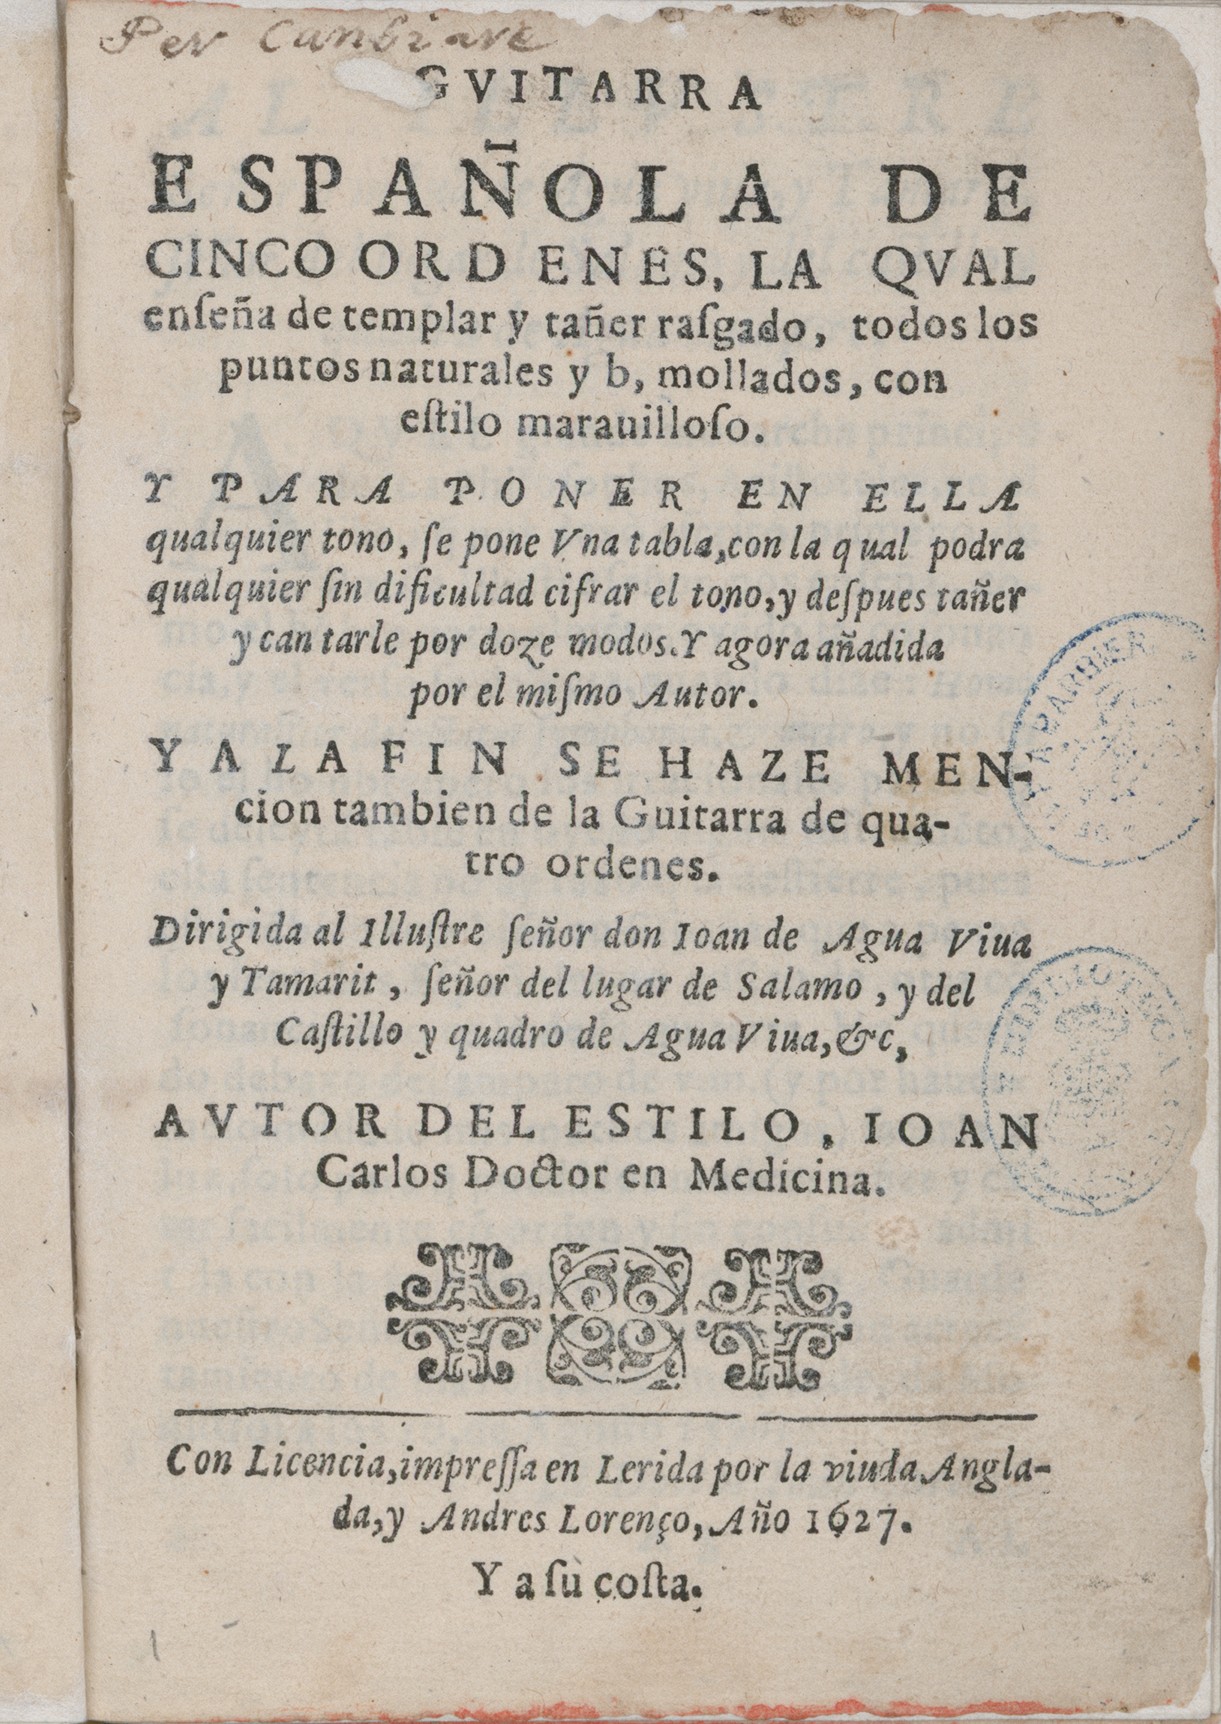 Per Canbiare
GVITARRA
ESPAÑOLA DE
CINCO ORDENES, LA QVAL
enſeña de templar y tañer raſgado, todos los
puntos naturales y b, mollados, con
eſtilo marauilloſo.
Y PARA PONER EN ELLA
qualquier tono, ſe pone Vna tabla, con la qual podra
qualquier ſin dificultad cifrar el tono, y deſpues tañer
y can tarle por doze modos. Y agora añadida
por el miſmo Autor.
Y A LA FIN SE HAZE MEN-
cion tambien de la Guitarra de qua-
tro ordenes.
Dirigida al Illuſtre ſeñor don Ioan de Agua Viua
y Tamarit, ſeñor del lugar de Salamo, y del
Caſtillo y quadro de Agua Viua, &c,
AVTOR DEL ESTILO, IOAN
Carlos Doctor en Medicina.
Con Licencia, impreſſa en Lerida por la viuda Angla-
da, y Andres Lorenço, Año 1627.
Y a ſu coſta.